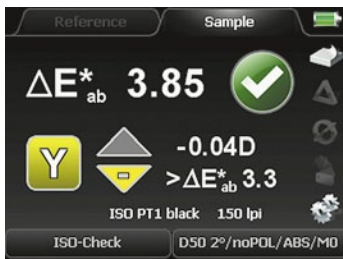 Reference Sample
ΔE*ab 3.85
Y -0.04D
>ΔE*ab 3.3
ISO PT1 black 150 lpi
ISO-Check D50 2°/noPOL/ABS/M0